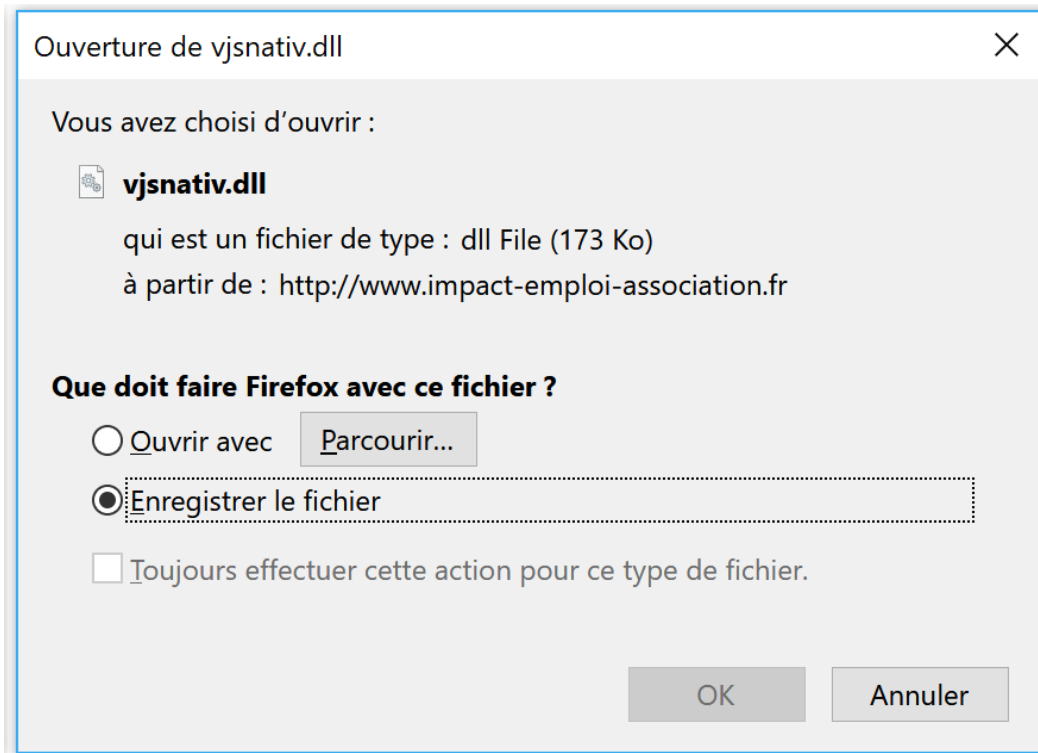 Ouverture de vjsnativ.dll
Vous avez choisi d’ouvrir :
vjsnativ.dll
qui est un fichier de type : dll File (173 Ko)
à partir de : http://www.impact-emploi-association.fr
Que doit faire Firefox avec ce fichier ?
Ouvrir avec Parcourir...
Enregistrer le fichier
Toujours effectuer cette action pour ce type de fichier.
OK Annuler